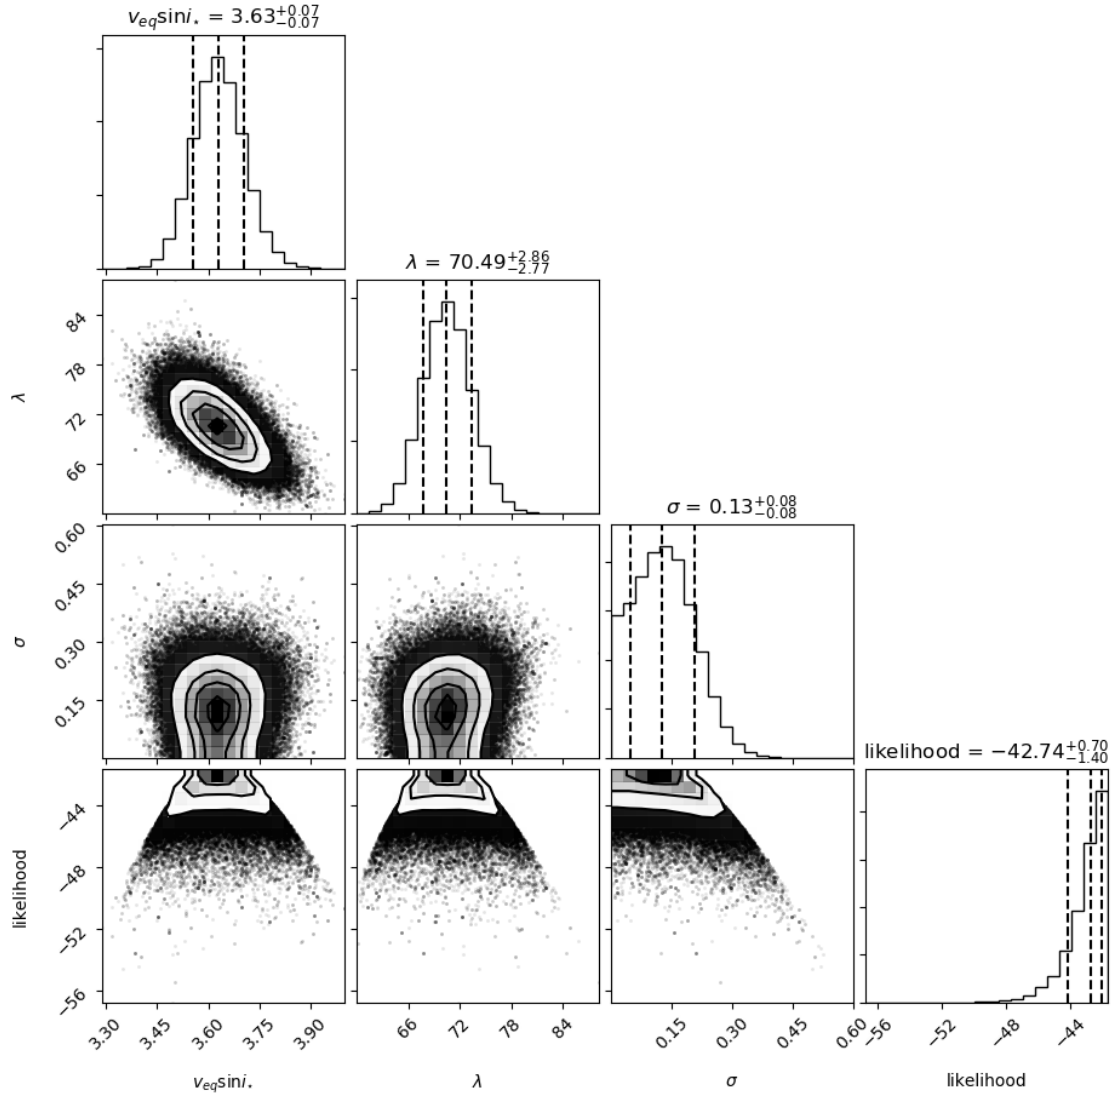 v_eq sini⋆ = 3.63 +0.07 −0.07
λ = 70.49 +2.86 −2.77
84
78
72
66
λ
σ = 0.13 +0.08 −0.08
0.60
0.45
0.30
0.15
σ
likelihood = −42.74 +0.70 −1.40
−44
−48
−52
−56
likelihood
3.30 3.45 3.60 3.75 3.90
66 72 78 84
0.15 0.30 0.45 0.60
−56 −52 −48 −44
v_eq sini⋆ λ σ likelihood